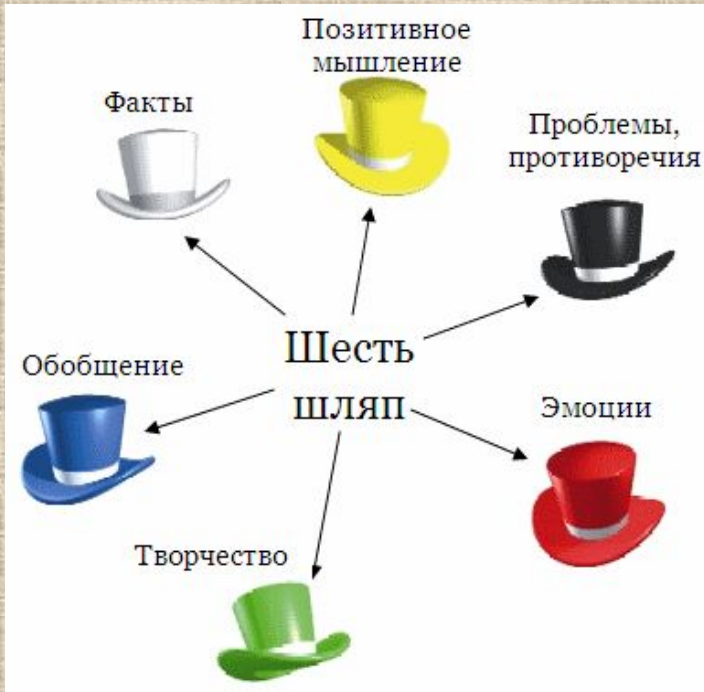 Позитивное
мышление
Факты
Проблемы,
противоречия
Шесть
шляп
Обобщение
Эмоции
Творчество